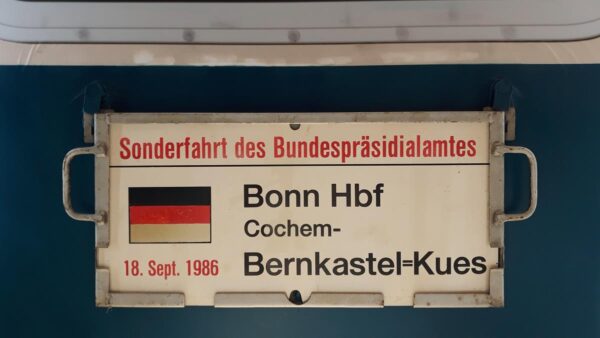 Sonderfahrt des Bundespräsidialamtes
Bonn Hbf
Cochem-
18. Sept. 1986
Bernkastel=Kues